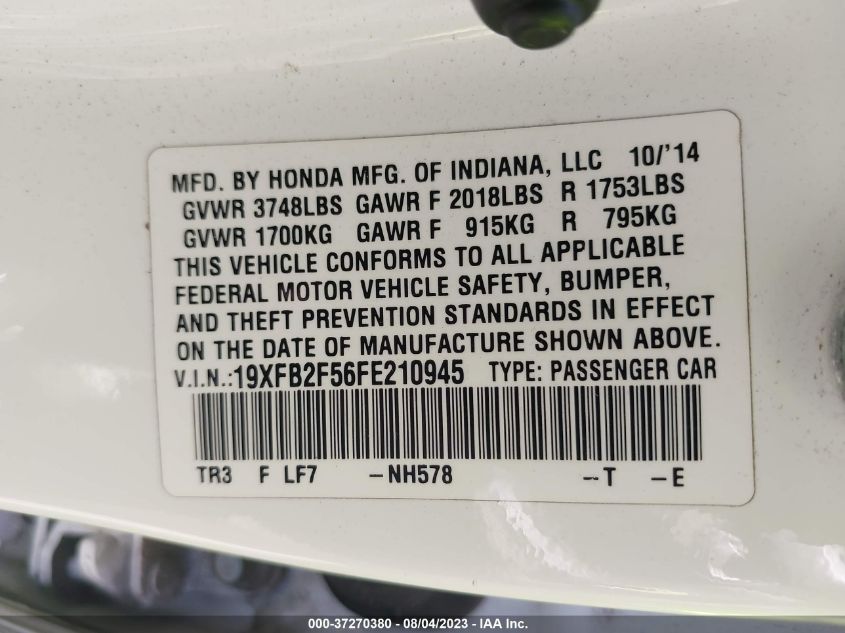 MFD. BY HONDA MFG. OF INDIANA, LLC 10/'14
GVWR 3748LBS GAWR F 2018LBS R 1753LBS
GVWR 1700KG GAWR F 915KG R 795KG
THIS VEHICLE CONFORMS TO ALL APPLICABLE
FEDERAL MOTOR VEHICLE SAFETY, BUMPER,
AND THEFT PREVENTION STANDARDS IN EFFECT
ON THE DATE OF MANUFACTURE SHOWN ABOVE.
V.I.N.:19XFB2F56FE210945 TYPE: PASSENGER CAR
TR3 F LF7 -NH578 --T -E
000-37270380 - 08/04/2023 - IAA Inc.